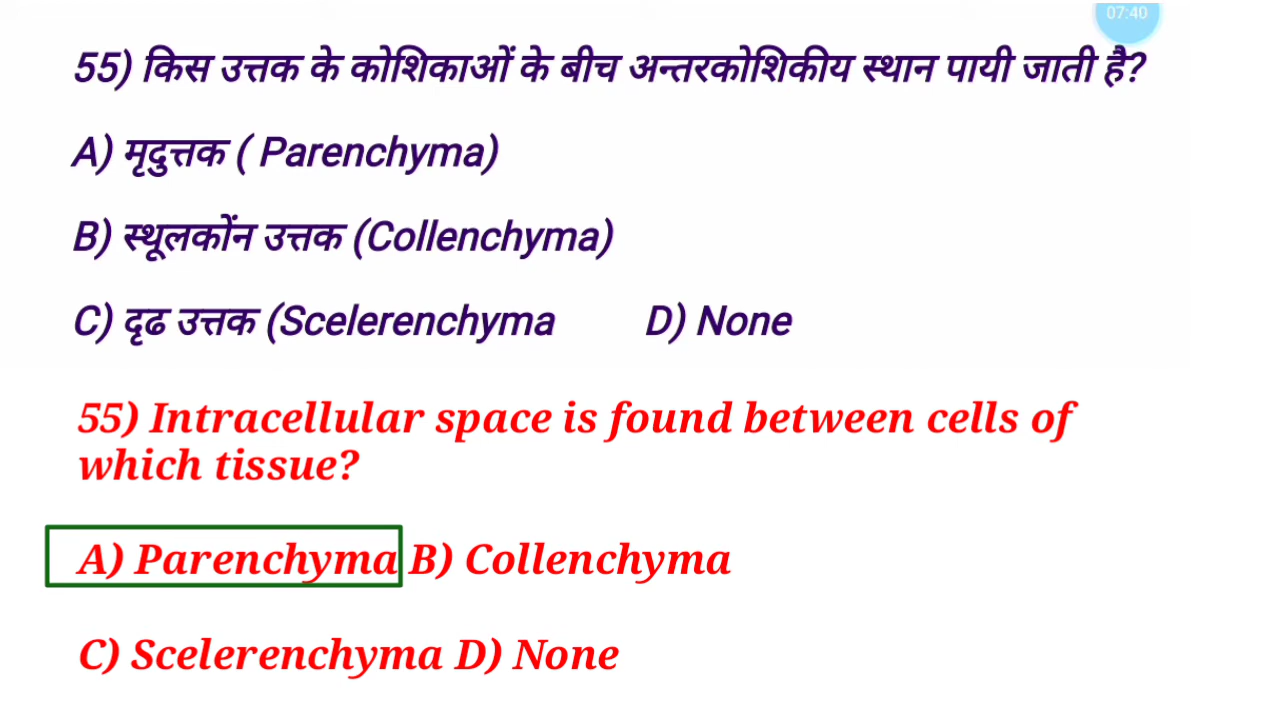 07:40
55) किस उत्तक के कोशिकाओं के बीच अन्तरकोशिकीय स्थान पायी जाती है?
A) मृदुत्तक ( Parenchyma)
B) स्थूलकोंन उत्तक (Collenchyma)
C) दृढ उत्तक (Scelerenchyma D) None
55) Intracellular space is found between cells of
which tissue?
A) Parenchyma B) Collenchyma
C) Scelerenchyma D) None